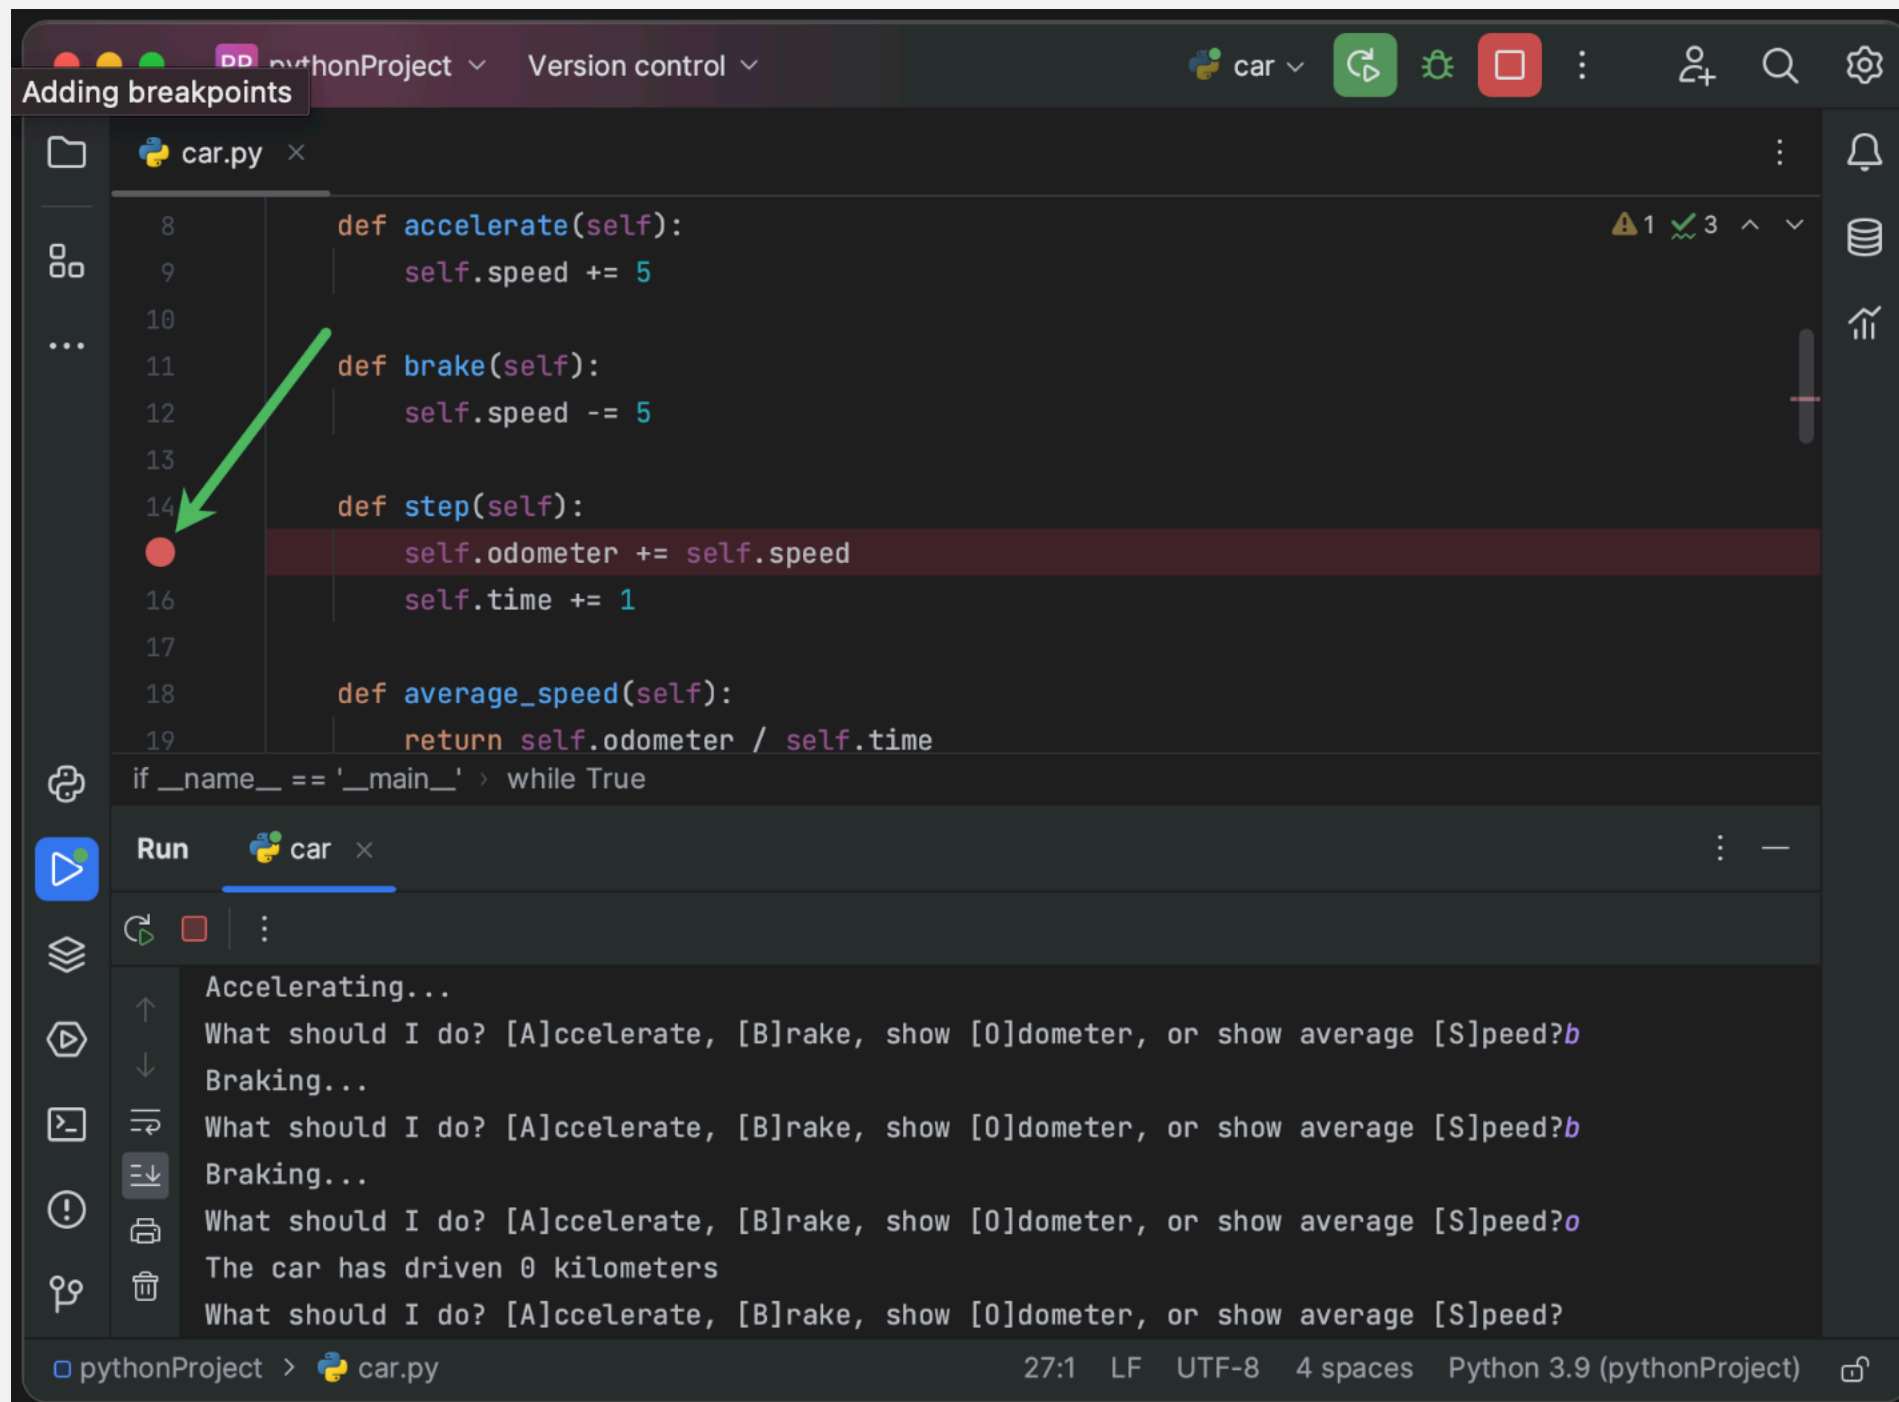 PP pythonProject Version control car
Adding breakpoints
car.py
8 def accelerate(self):
1 3
9 self.speed += 5
10
11 def brake(self):
12 self.speed -= 5
13
14 def step(self):
self.odometer += self.speed
16 self.time += 1
17
18 def average_speed(self):
19 return self.odometer / self.time
if __name__ == '__main__' › while True
Run car
Accelerating...
What should I do? [A]ccelerate, [B]rake, show [O]dometer, or show average [S]peed?b
Braking...
What should I do? [A]ccelerate, [B]rake, show [O]dometer, or show average [S]peed?b
Braking...
What should I do? [A]ccelerate, [B]rake, show [O]dometer, or show average [S]peed?o
The car has driven 0 kilometers
What should I do? [A]ccelerate, [B]rake, show [O]dometer, or show average [S]peed?
pythonProject > car.py 27:1 LF UTF-8 4 spaces Python 3.9 (pythonProject)